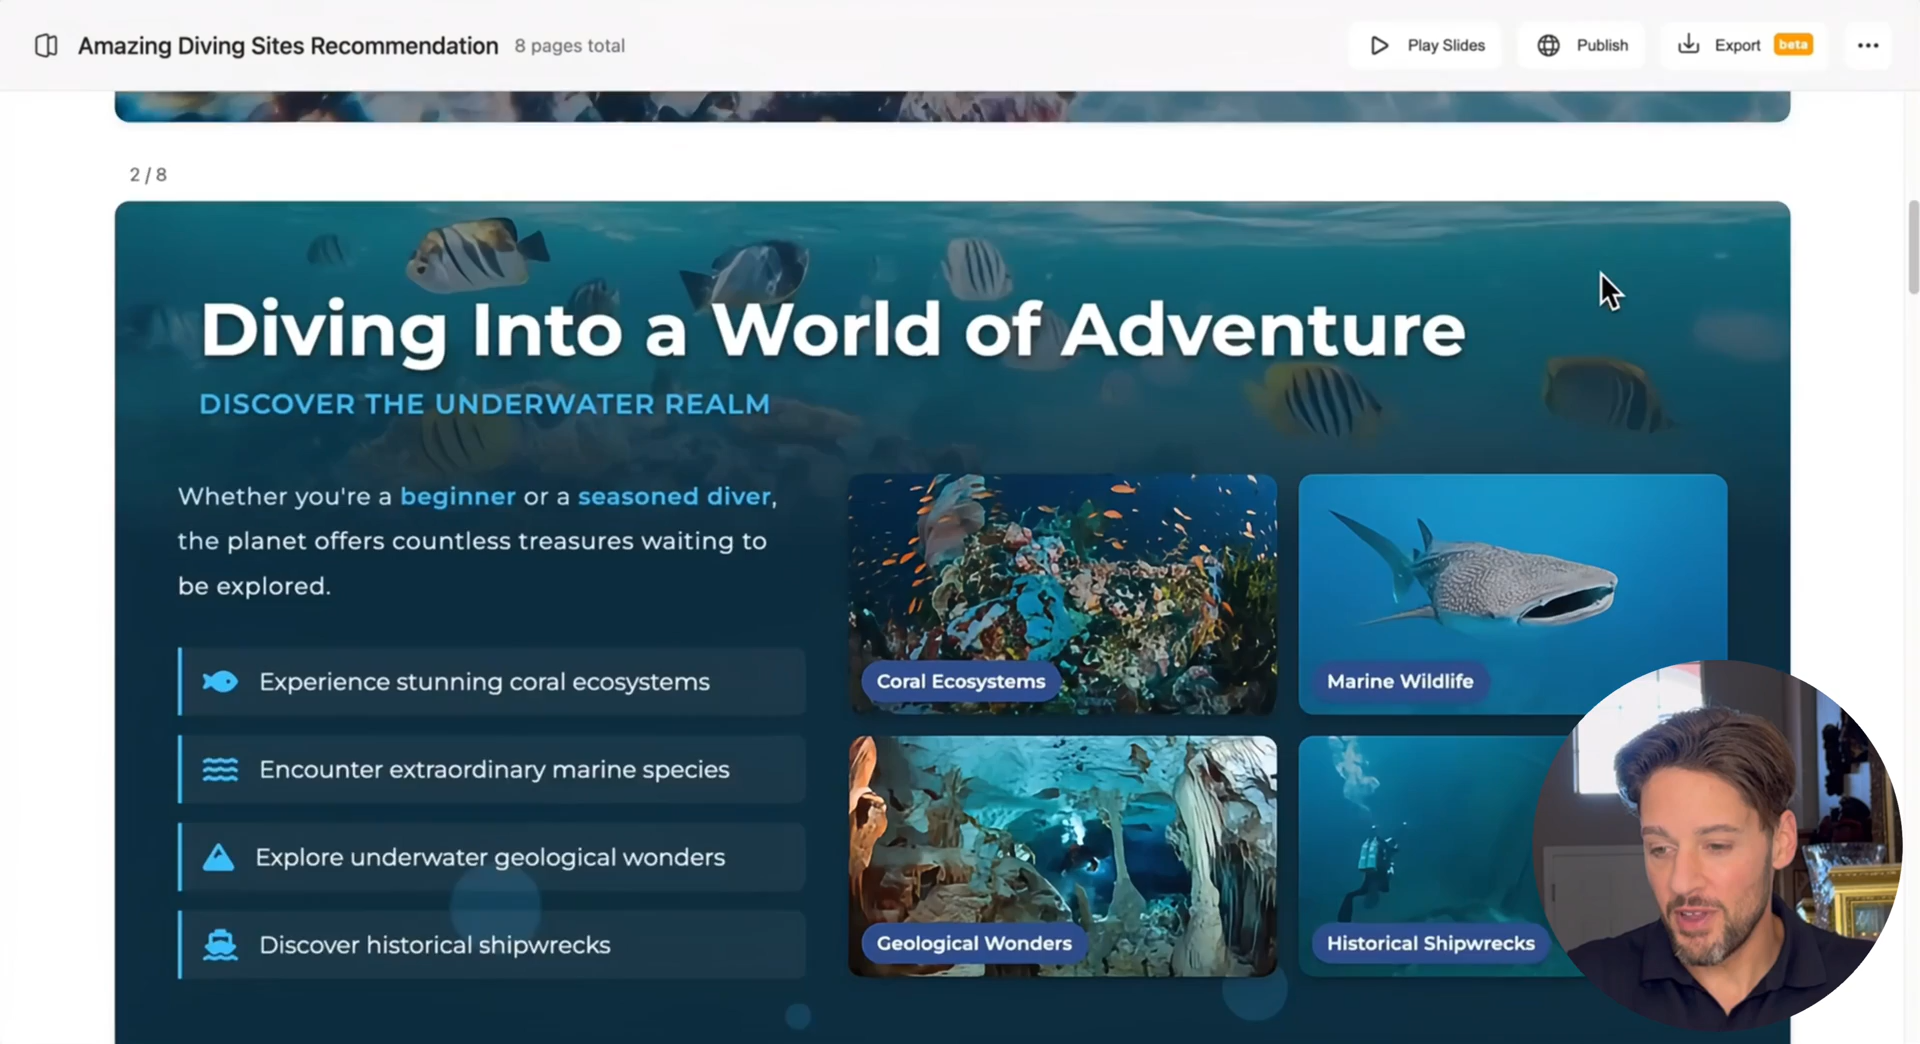 Amazing Diving Sites Recommendation 8 pages total
Play Slides
Publish
Export beta
2 / 8
Diving Into a World of Adventure
DISCOVER THE UNDERWATER REALM
Whether you're a beginner or a seasoned diver,
the planet offers countless treasures waiting to
be explored.
Experience stunning coral ecosystems
Encounter extraordinary marine species
Explore underwater geological wonders
Discover historical shipwrecks
Coral Ecosystems
Marine Wildlife
Geological Wonders
Historical Shipwrecks